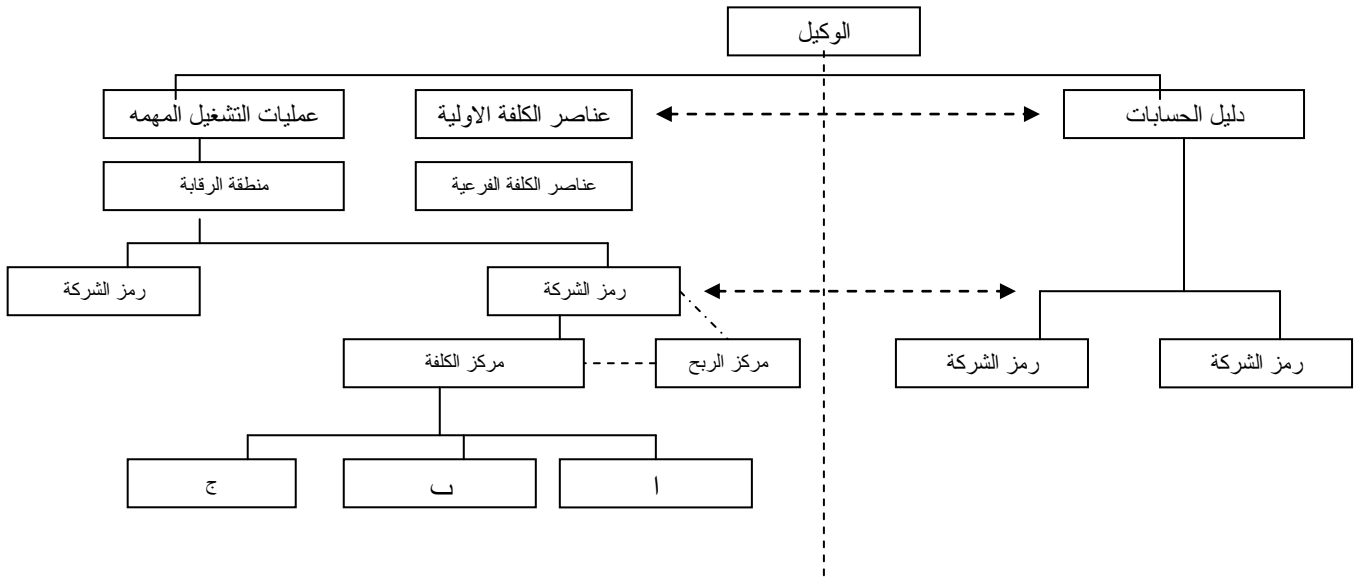 الوكيل
دليل الحسابات
عناصر الكلفة الاولية
عمليات التشغيل المهمه
عناصر الكلفة الفرعية
منطقة الرقابة
رمز الشركة
رمز الشركة
رمز الشركة
رمز الشركة
مركز الربح
مركز الكلفة
ا
ب
ج